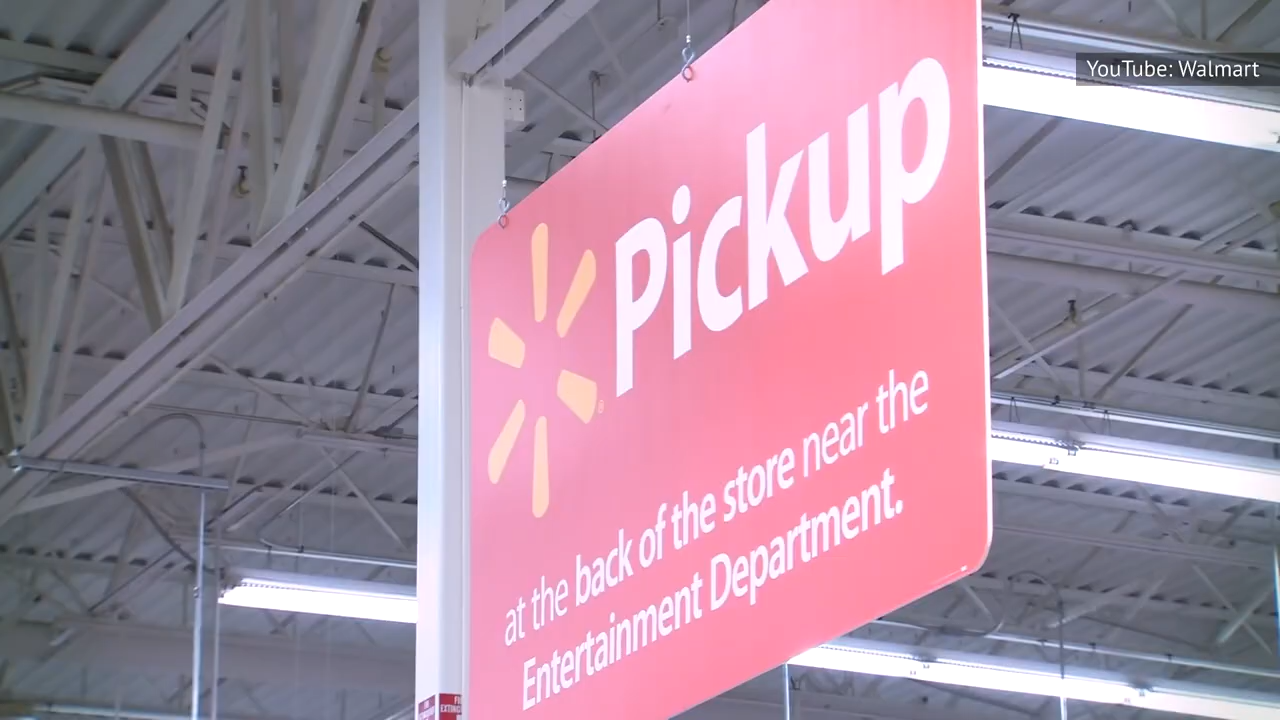 YouTube: Walmart
Pickup
at the back of the store near the
Entertainment Department.